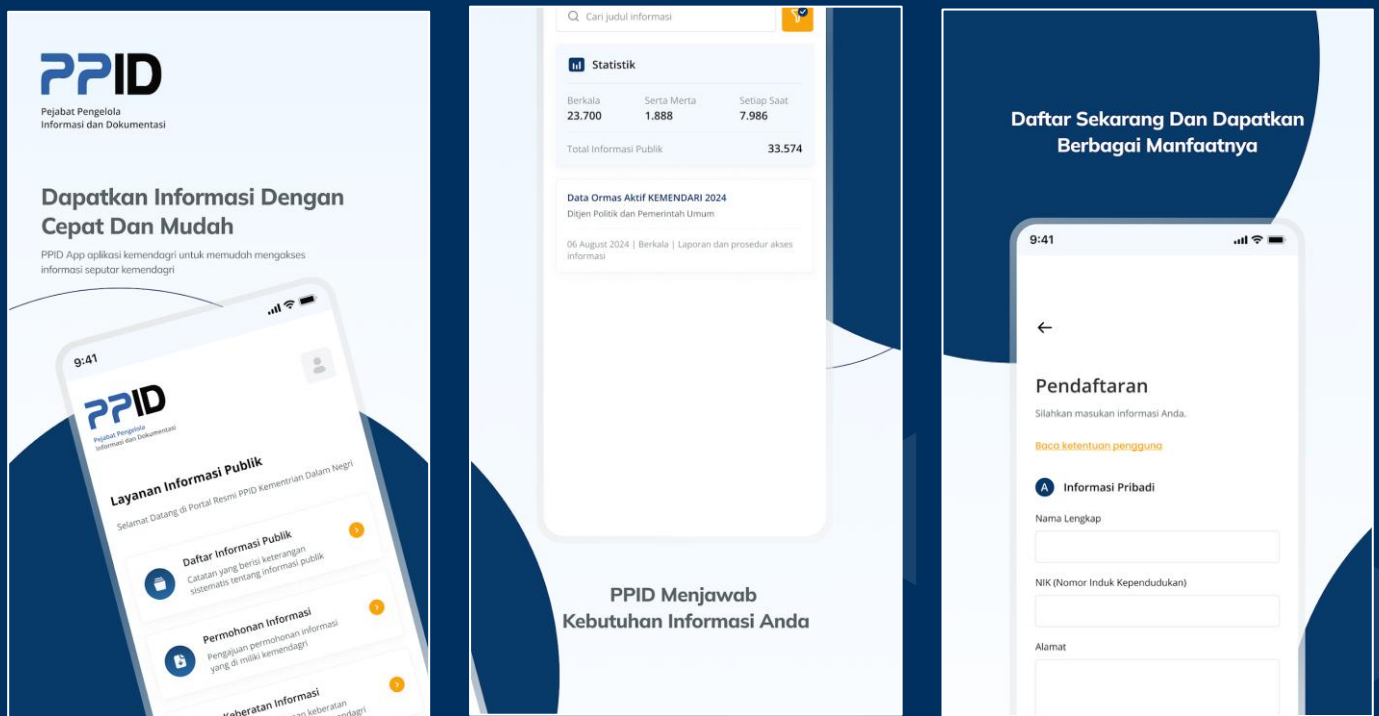 PPID
Pejabat Pengelola
Informasi dan Dokumentasi
Dapatkan Informasi Dengan
Cepat Dan Mudah
PPID App aplikasi kemendagri untuk memudah mengakses
informasi seputar kemendagri
9:41
PPID
Pejabat Pengelola
Informasi dan Dokumentasi
Layanan Informasi Publik
Selamat Datang di Portal Resmi PPID Kementrian Dalam Negri
Daftar Informasi Publik
Catatan yang berisi keterangan
sistematis tentang informasi publik
Permohonan Informasi
Pengajuan permohonan informasi
yang di miliki kemendagri
Keberatan Informasi
keberatan
Cari judul informasi
Statistik
Berkala Serta Merta Setiap Saat
23.700 1.888 7.986
Total Informasi Publik 33.574
Data Ormas Aktif KEMENDARI 2024
Ditjen Politik dan Pemerintah Umum
06 August 2024 | Berkala | Laporan dan prosedur akses
informasi
PPID Menjawab
Kebutuhan Informasi Anda
Daftar Sekarang Dan Dapatkan
Berbagai Manfaatnya
9:41
Pendaftaran
Silahkan masukan informasi Anda.
Baca ketentuan pengguna
A Informasi Pribadi
Nama Lengkap
NIK (Nomor Induk Kependudukan)
Alamat